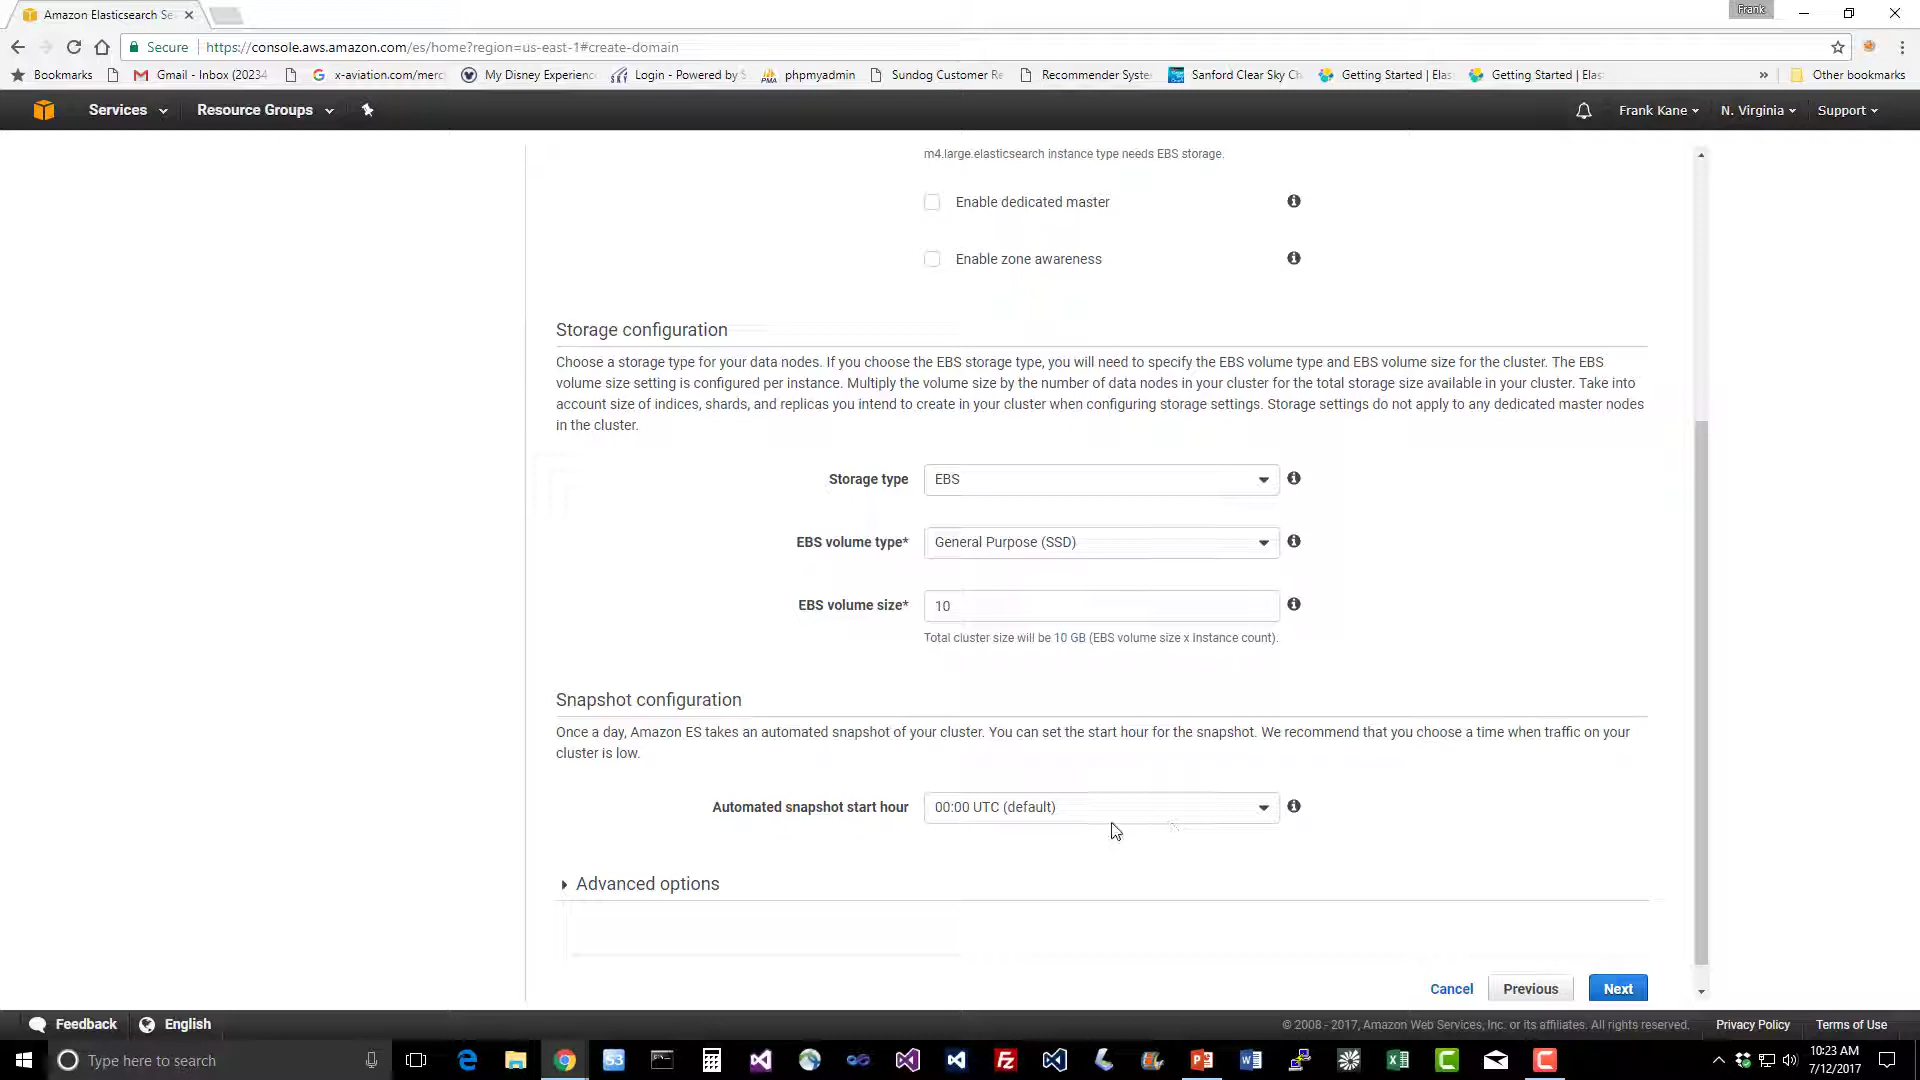 Amazon Elasticsearch Se
Frank
Secure
https://console.aws.amazon.com/es/home?region=us-east-1#create-domain
Bookmarks
Gmail - Inbox (20234
x-aviation.com/merc
My Disney Experienc
Login - Powered by S
phpmyadmin
Sundog Customer Re
Recommender Syste
Sanford Clear Sky Ch
Getting Started | Elas
Getting Started | Elas
Other bookmarks
Services
Resource Groups
Frank Kane
N. Virginia
Support
m4.large.elasticsearch instance type needs EBS storage.
Enable dedicated master
Enable zone awareness
Storage configuration
Choose a storage type for your data nodes. If you choose the EBS storage type, you will need to specify the EBS volume type and EBS volume size for the cluster. The EBS
volume size setting is configured per instance. Multiply the volume size by the number of data nodes in your cluster for the total storage size available in your cluster. Take into
account size of indices, shards, and replicas you intend to create in your cluster when configuring storage settings. Storage settings do not apply to any dedicated master nodes
in the cluster.
Storage type
EBS
EBS volume type*
General Purpose (SSD)
EBS volume size*
10
Total cluster size will be 10 GB (EBS volume size x Instance count).
Snapshot configuration
Once a day, Amazon ES takes an automated snapshot of your cluster. You can set the start hour for the snapshot. We recommend that you choose a time when traffic on your
cluster is low.
Automated snapshot start hour
00:00 UTC (default)
Advanced options
Cancel
Previous
Next
Feedback
English
© 2008 - 2017, Amazon Web Services, Inc. or its affiliates. All rights reserved.
Privacy Policy
Terms of Use
Type here to search
10:23 AM
7/12/2017